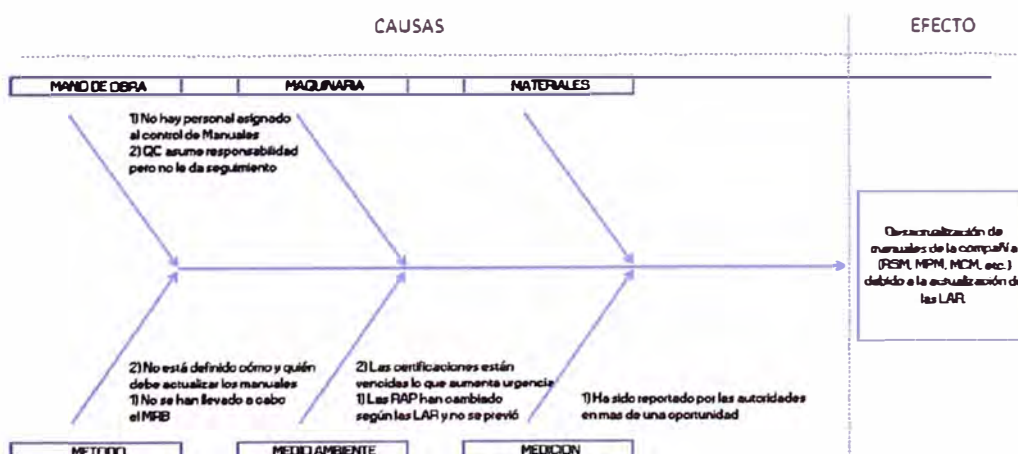 CAUSAS
EFECTO
MANO DE OBRA
MAQUINARIA
MATERIALES
1) No hay personal asignado
al control de Manuales
2) QC asume responsabilidad
pero no le da seguimiento
Desactualización de
manuales de la compañía
(RSM, MPM, MCM, etc.)
debido a la actualización de
las LAR
2) No está definido cómo y quién
debe actualizar los manuales
1) No se han llevado a cabo
el MRB
2) Las certificaciones están
vencidas lo que aumenta urgencia
1) Las RAP han cambiado
según las LAR y no se previó
1) Ha sido reportado por las autoridades
en mas de una oportunidad
METODO
MEDIO AMBIENTE
MEDICION